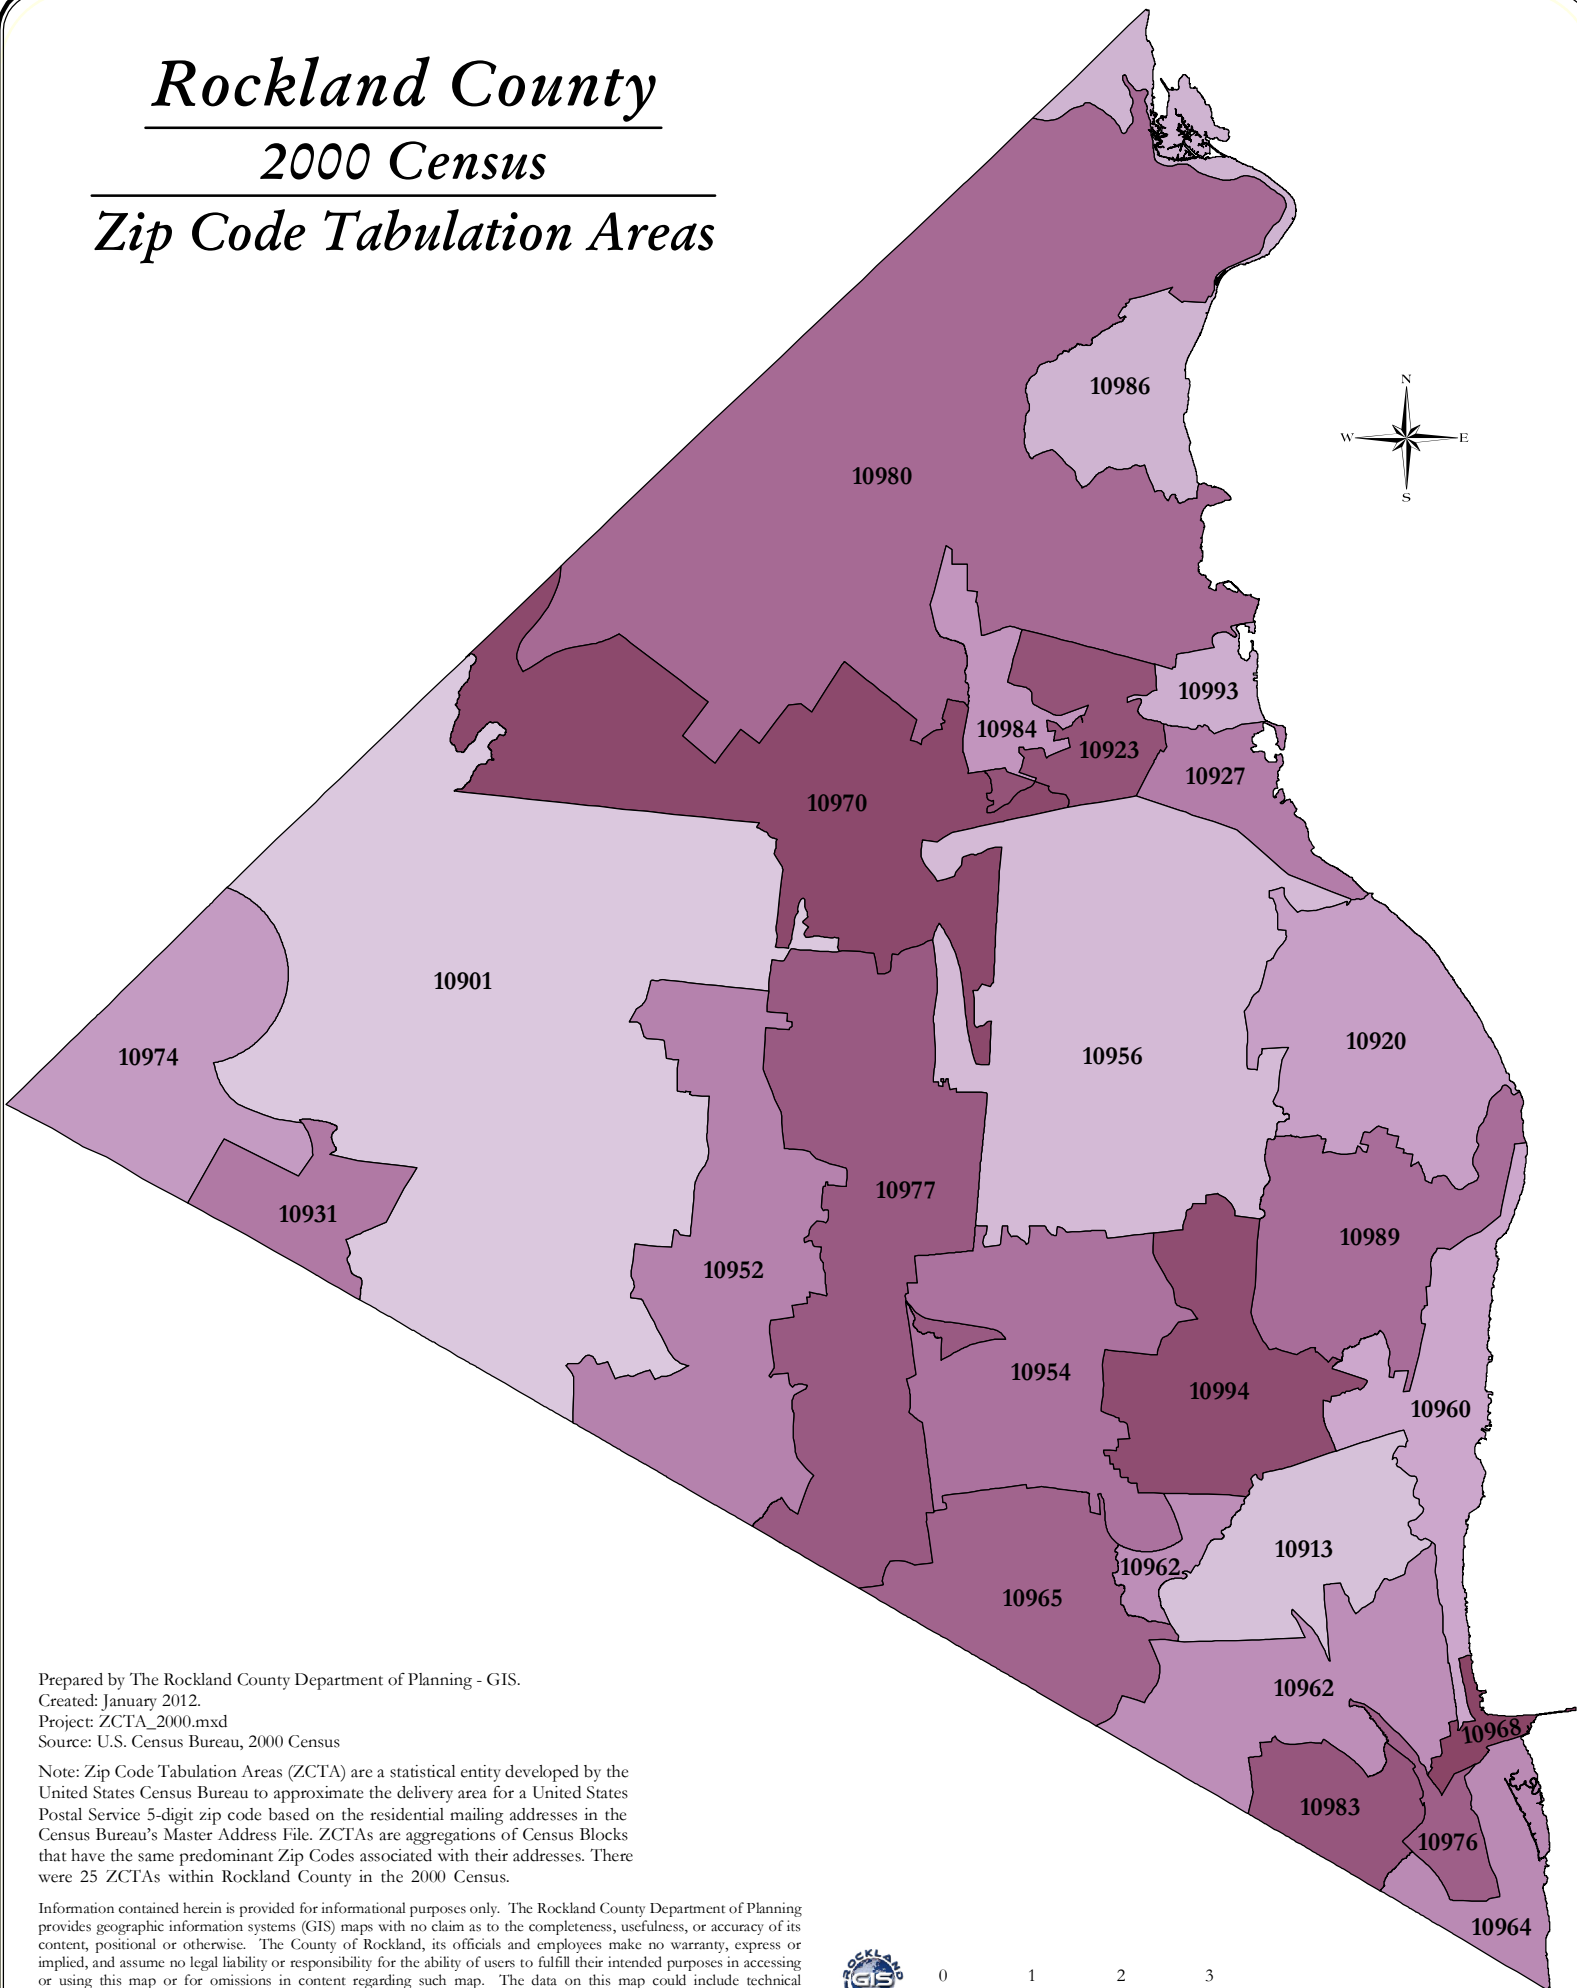 Rockland County
2000 Census
Zip Code Tabulation Areas
10986
N
W
E
S
10980
10993
10984
10923
10927
10970
10901
10920
10974
10956
10977
10931
10989
10952
10954
10994
10960
10913
10962
10965
10962
10968
10983
10976
10964
Prepared by The Rockland County Department of Planning - GIS.
Created: January 2012.
Project: ZCTA_2000.mxd
Source: U.S. Census Bureau, 2000 Census
Note: Zip Code Tabulation Areas (ZCTA) are a statistical entity developed by the
United States Census Bureau to approximate the delivery area for a United States
Postal Service 5-digit zip code based on the residential mailing addresses in the
Census Bureau's Master Address File. ZCTAs are aggregations of Census Blocks
that have the same predominant Zip Codes associated with their addresses. There
were 25 ZCTAs within Rockland County in the 2000 Census.
Information contained herein is provided for informational purposes only. The Rockland County Department of Planning
provides geographic information systems (GIS) maps with no claim as to the completeness, usefulness, or accuracy of its
content, positional or otherwise. The County of Rockland, its officials and employees make no warranty, express or
implied, and assume no legal liability or responsibility for the ability of users to fulfill their intended purposes in accessing
or using this map or for omissions in content regarding such map. The data on this map could include technical
ROCKLAND
GIS
0 1 2 3